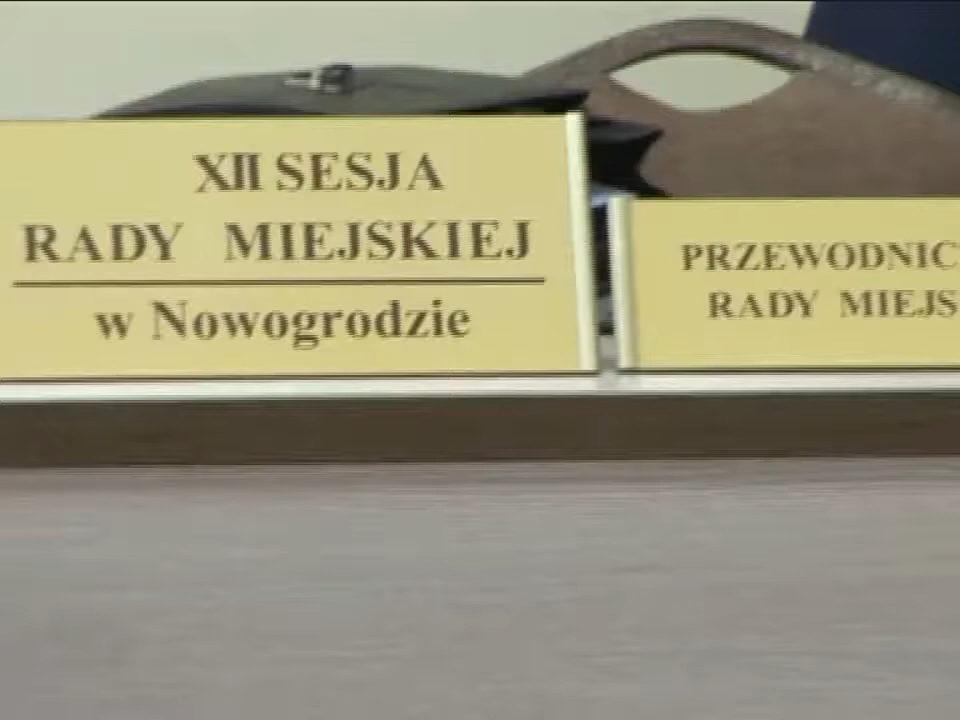 XII SESJA
RADY MIEJSKIEJ
w Nowogrodzie
PRZEWODNIC
RADY MIEJS